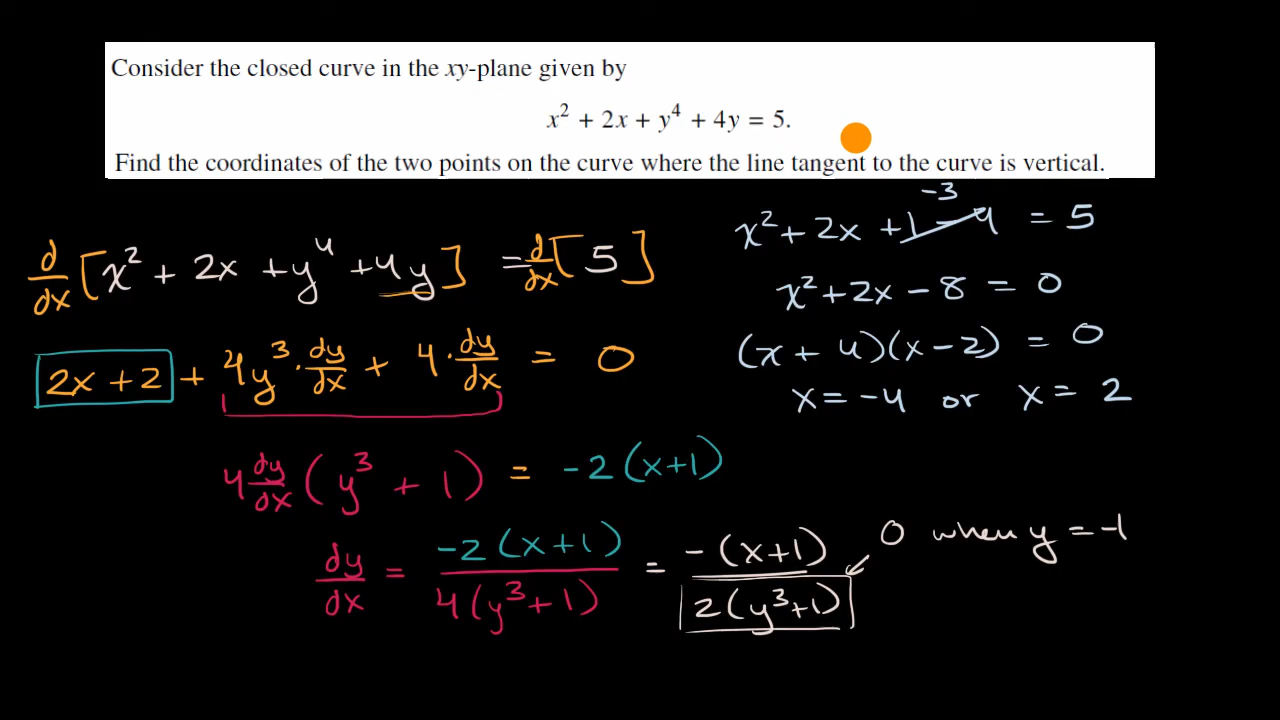 Consider the closed curve in the xy-plane given by
x² + 2x + y⁴ + 4y = 5.
Find the coordinates of the two points on the curve where the line tangent to the curve is vertical.
d/dx [x² + 2x + y⁴ + 4y] = d/dx [5]
2x + 2 + 4y³ · dy/dx + 4 · dy/dx = 0
4 dy/dx (y³ + 1) = -2 (x+1)
dy/dx = -2 (x+1) / 4 (y³ + 1) = -(x+1) / 2 (y³+1)
0 when y = -1
-3
x² + 2x + 1 - 4 = 5
x² + 2x - 8 = 0
(x + 4)(x - 2) = 0
x = -4 or x = 2